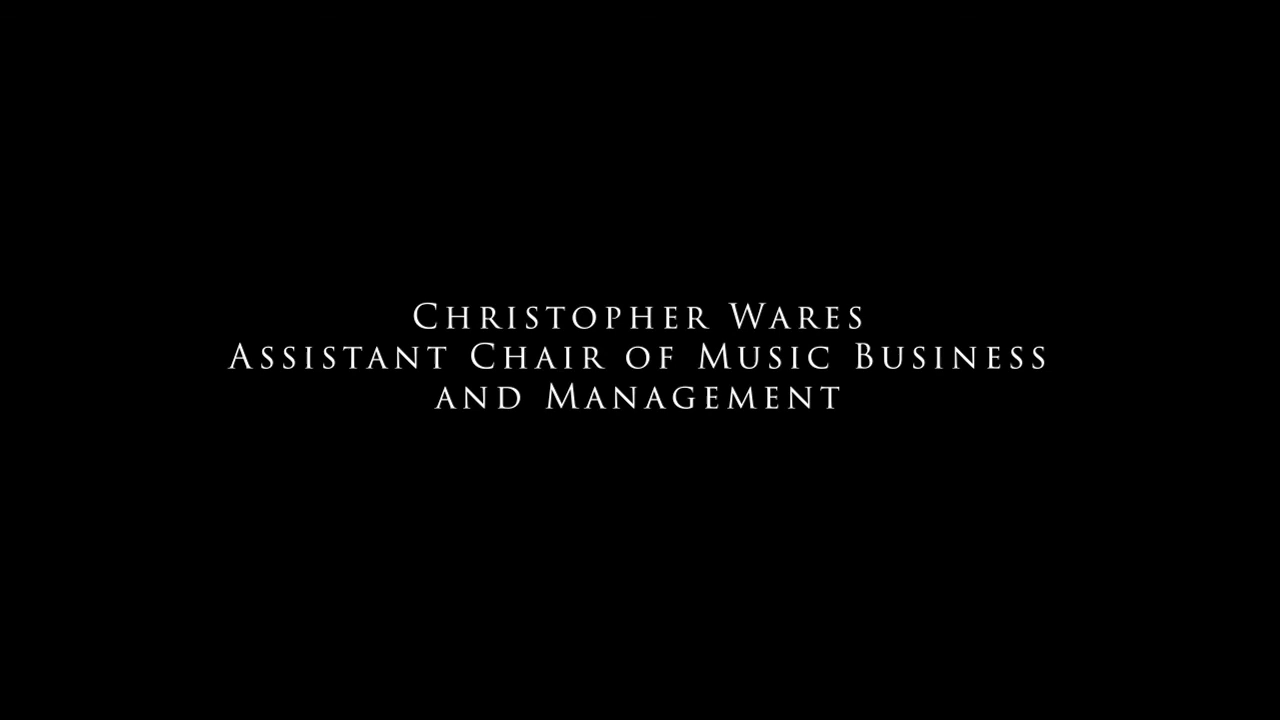 Christopher Wares
Assistant Chair of Music Business
and Management